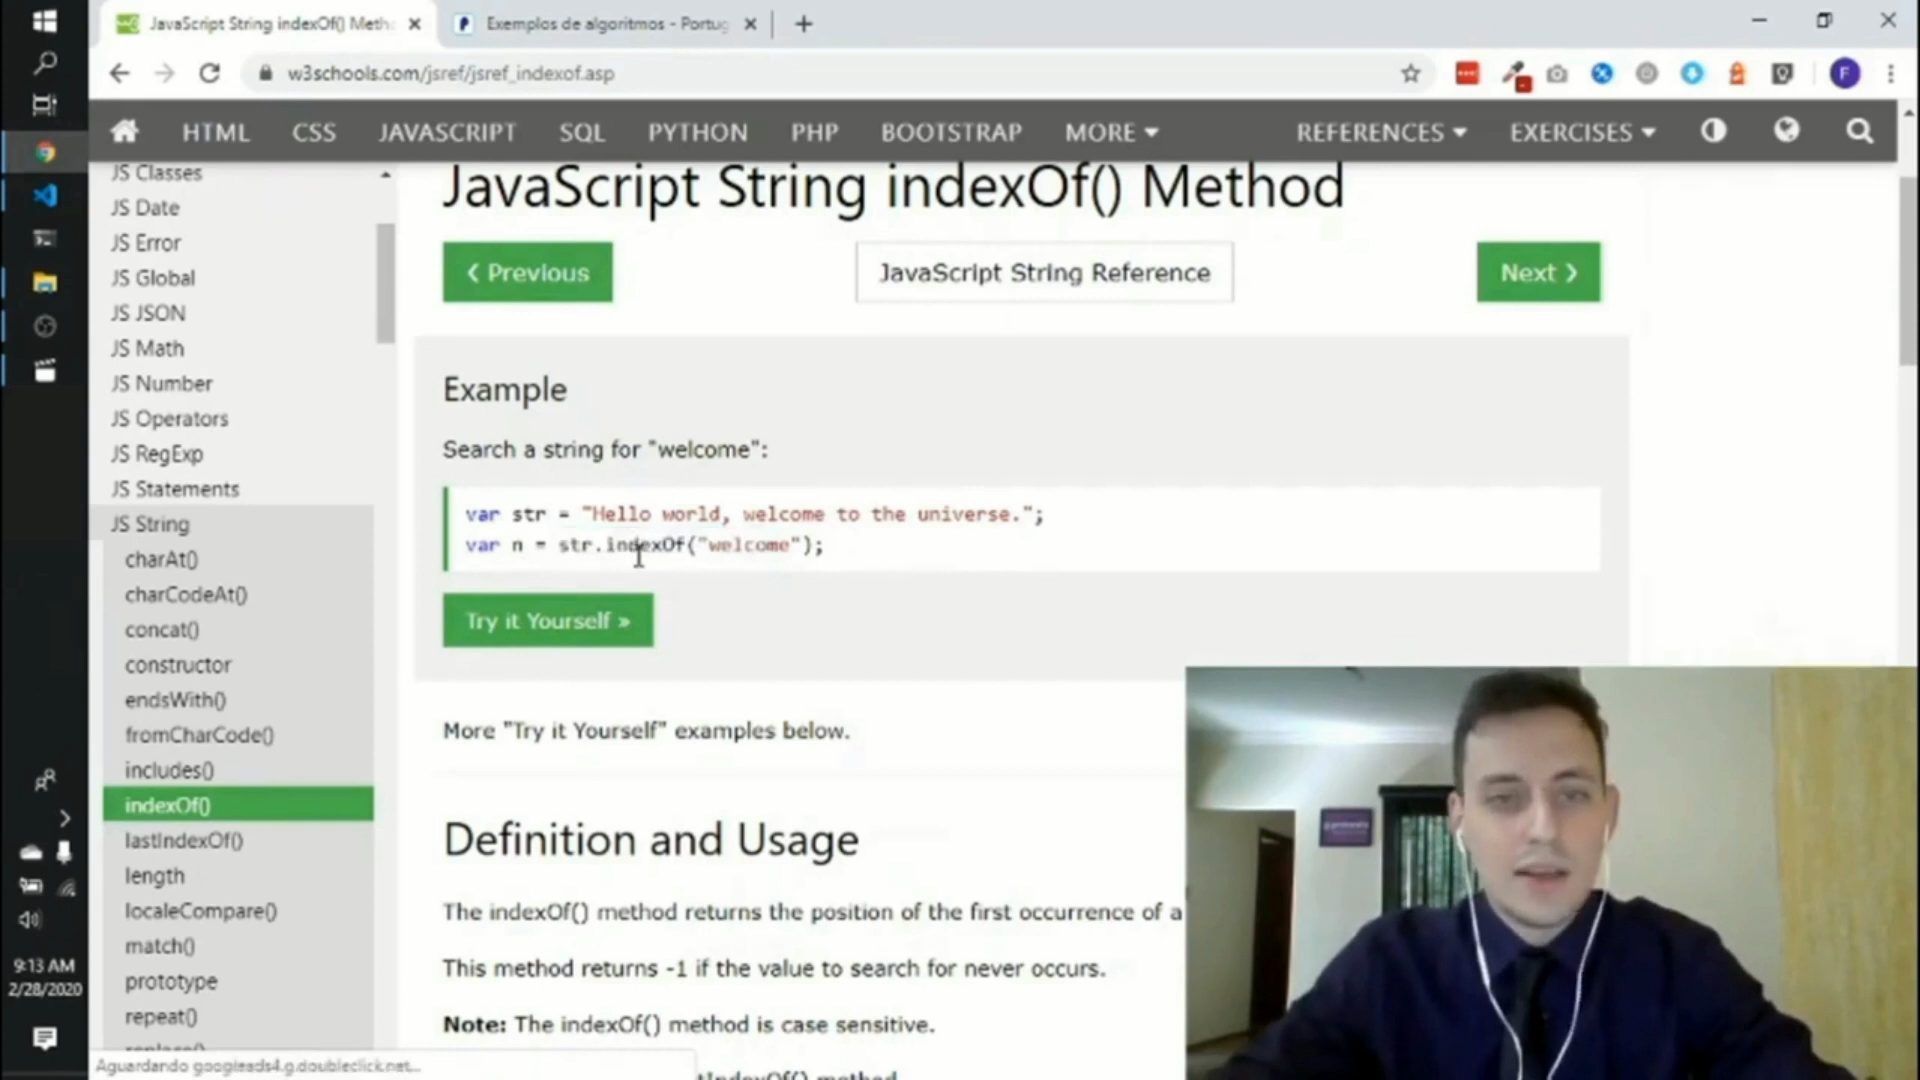 JavaScript String indexOf() Meth
Exemplos de algoritmos - Portug
w3schools.com/jsref/jsref_indexof.asp
F
HTML CSS JAVASCRIPT SQL PYTHON PHP BOOTSTRAP MORE REFERENCES EXERCISES
JS Classes
JS Date
JS Error
JS Global
JS JSON
JS Math
JS Number
JS Operators
JS RegExp
JS Statements
JS String
charAt()
charCodeAt()
concat()
constructor
endsWith()
fromCharCode()
includes()
indexOf()
lastIndexOf()
length
localeCompare()
match()
prototype
repeat()
JavaScript String indexOf() Method
❮ Previous
JavaScript String Reference
Next ❯
Example
Search a string for "welcome":
var str = "Hello world, welcome to the universe.";
var n = str.indexOf("welcome");
Try it Yourself »
More "Try it Yourself" examples below.
Definition and Usage
The indexOf() method returns the position of the first occurrence of a
This method returns -1 if the value to search for never occurs.
Note: The indexOf() method is case sensitive.
method
Aguardando googleads4.g.doubleclick.net...
9:13 AM
2/28/2020